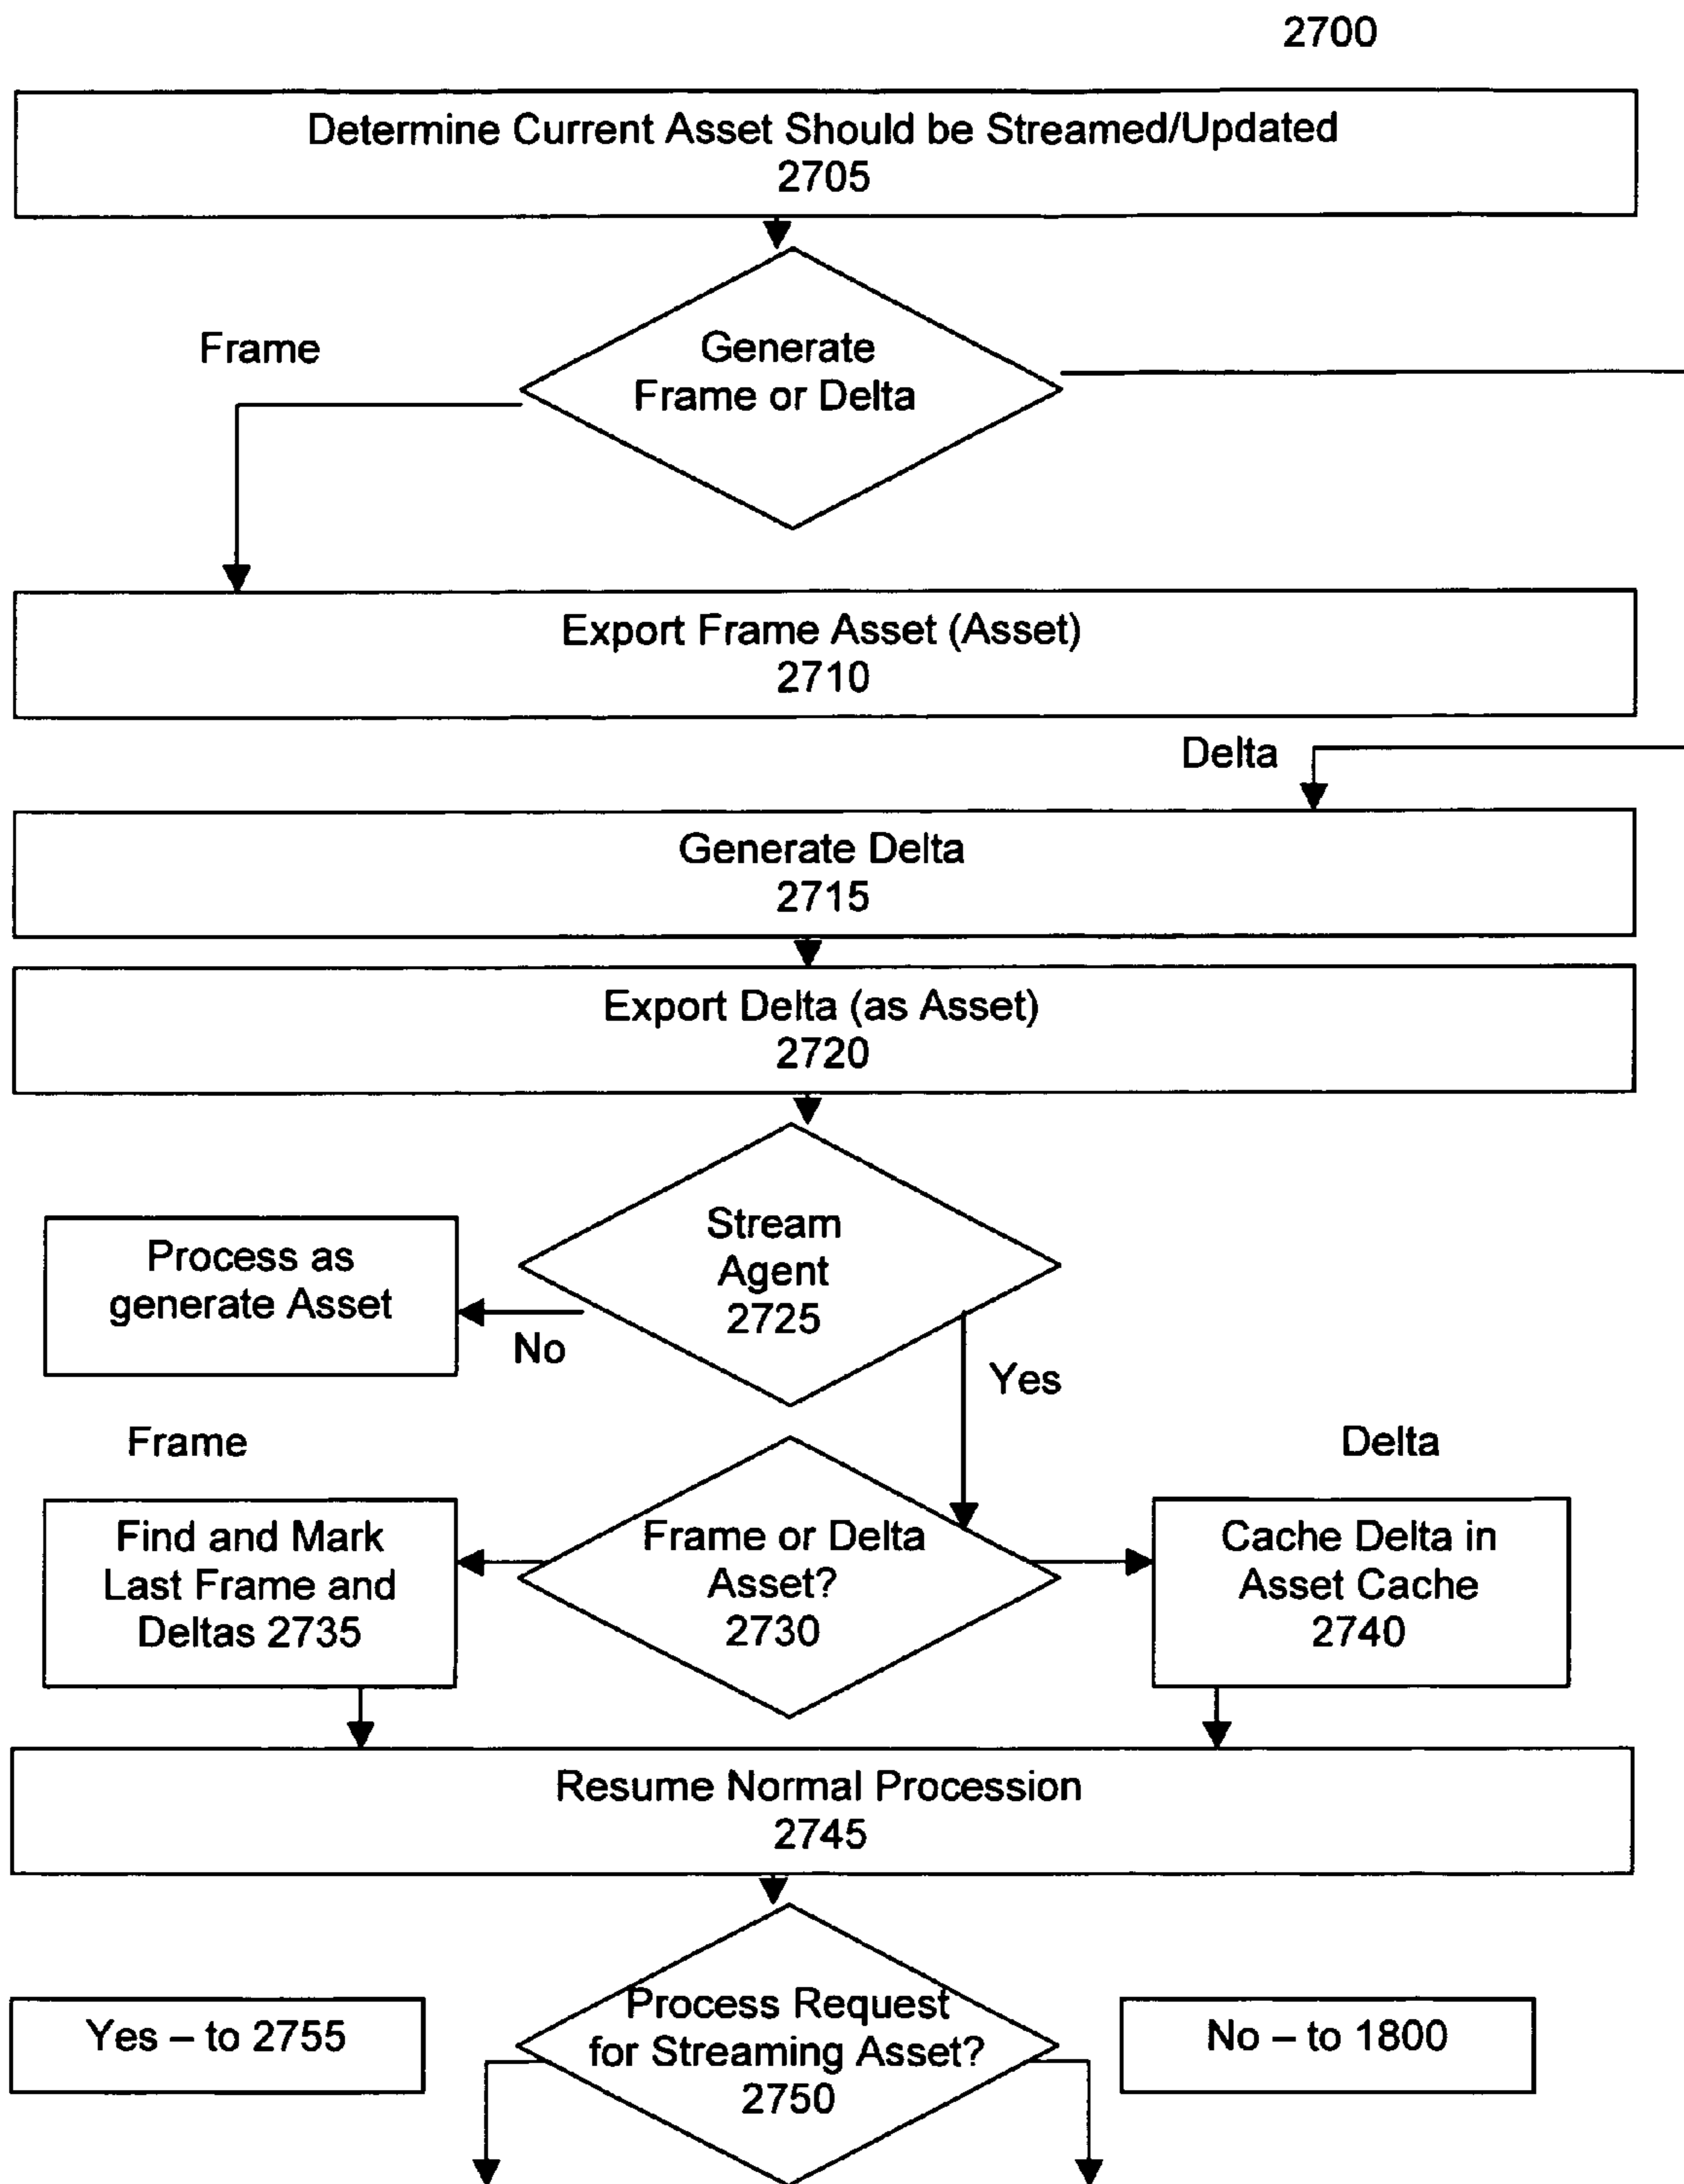 2700
Determine Current Asset Should be Streamed/Updated
2705
Frame
Generate
Frame or Delta
Export Frame Asset (Asset)
2710
Delta
Generate Delta
2715
Export Delta (as Asset)
2720
Stream
Agent
2725
Process as
generate Asset
No
Yes
Frame
Delta
Find and Mark
Last Frame and
Deltas 2735
Frame or Delta
Asset?
2730
Cache Delta in
Asset Cache
2740
Resume Normal Procession
2745
Yes – to 2755
Process Request
for Streaming Asset?
2750
No – to 1800